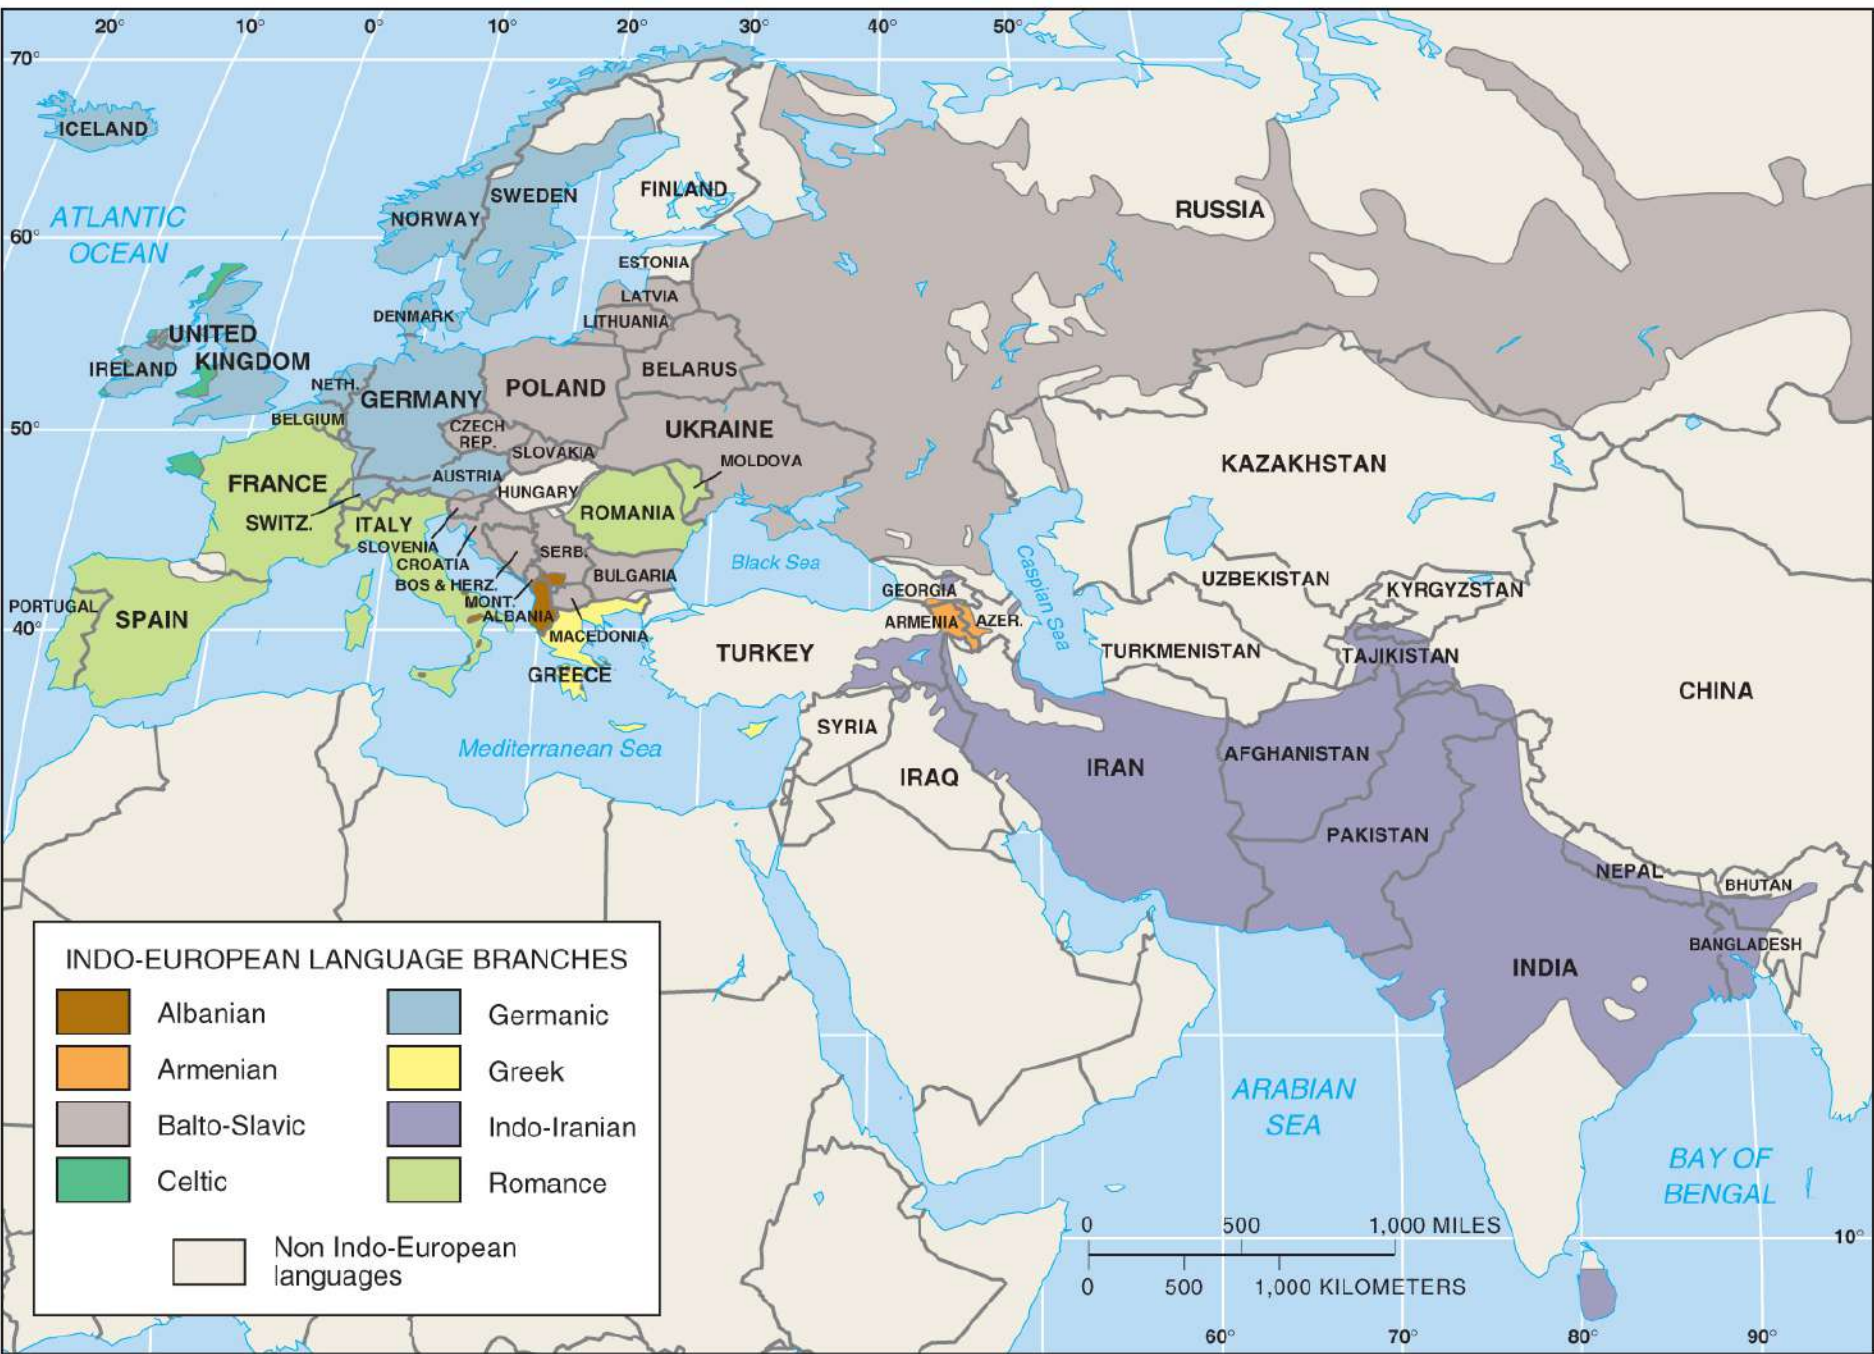 20° 10° 0° 10° 20° 30° 40° 50°
70°
ICELAND
ATLANTIC
OCEAN
60°
NORWAY
SWEDEN
FINLAND
RUSSIA
ESTONIA
LATVIA
LITHUANIA
DENMARK
UNITED
KINGDOM
IRELAND
NETH.
GERMANY
POLAND
BELARUS
BELGIUM
50°
CZECH
REP.
SLOVAKIA
UKRAINE
MOLDOVA
KAZAKHSTAN
FRANCE
AUSTRIA
HUNGARY
SWITZ.
ITALY
ROMANIA
SLOVENIA
CROATIA
BOS & HERZ.
SERB.
BULGARIA
Black Sea
Caspian Sea
MONT.
ALBANIA
MACEDONIA
GREECE
PORTUGAL
SPAIN
40°
GEORGIA
ARMENIA
AZER.
UZBEKISTAN
KYRGYZSTAN
TURKEY
TURKMENISTAN
TAJIKISTAN
CHINA
SYRIA
Mediterranean Sea
IRAQ
IRAN
AFGHANISTAN
PAKISTAN
NEPAL
BHUTAN
BANGLADESH
INDIA
ARABIAN
SEA
BAY OF
BENGAL
INDO-EUROPEAN LANGUAGE BRANCHES
Albanian
Armenian
Balto-Slavic
Celtic
Germanic
Greek
Indo-Iranian
Romance
Non Indo-European
languages
0 500 1,000 MILES
0 500 1,000 KILOMETERS
10°
60° 70° 80° 90°